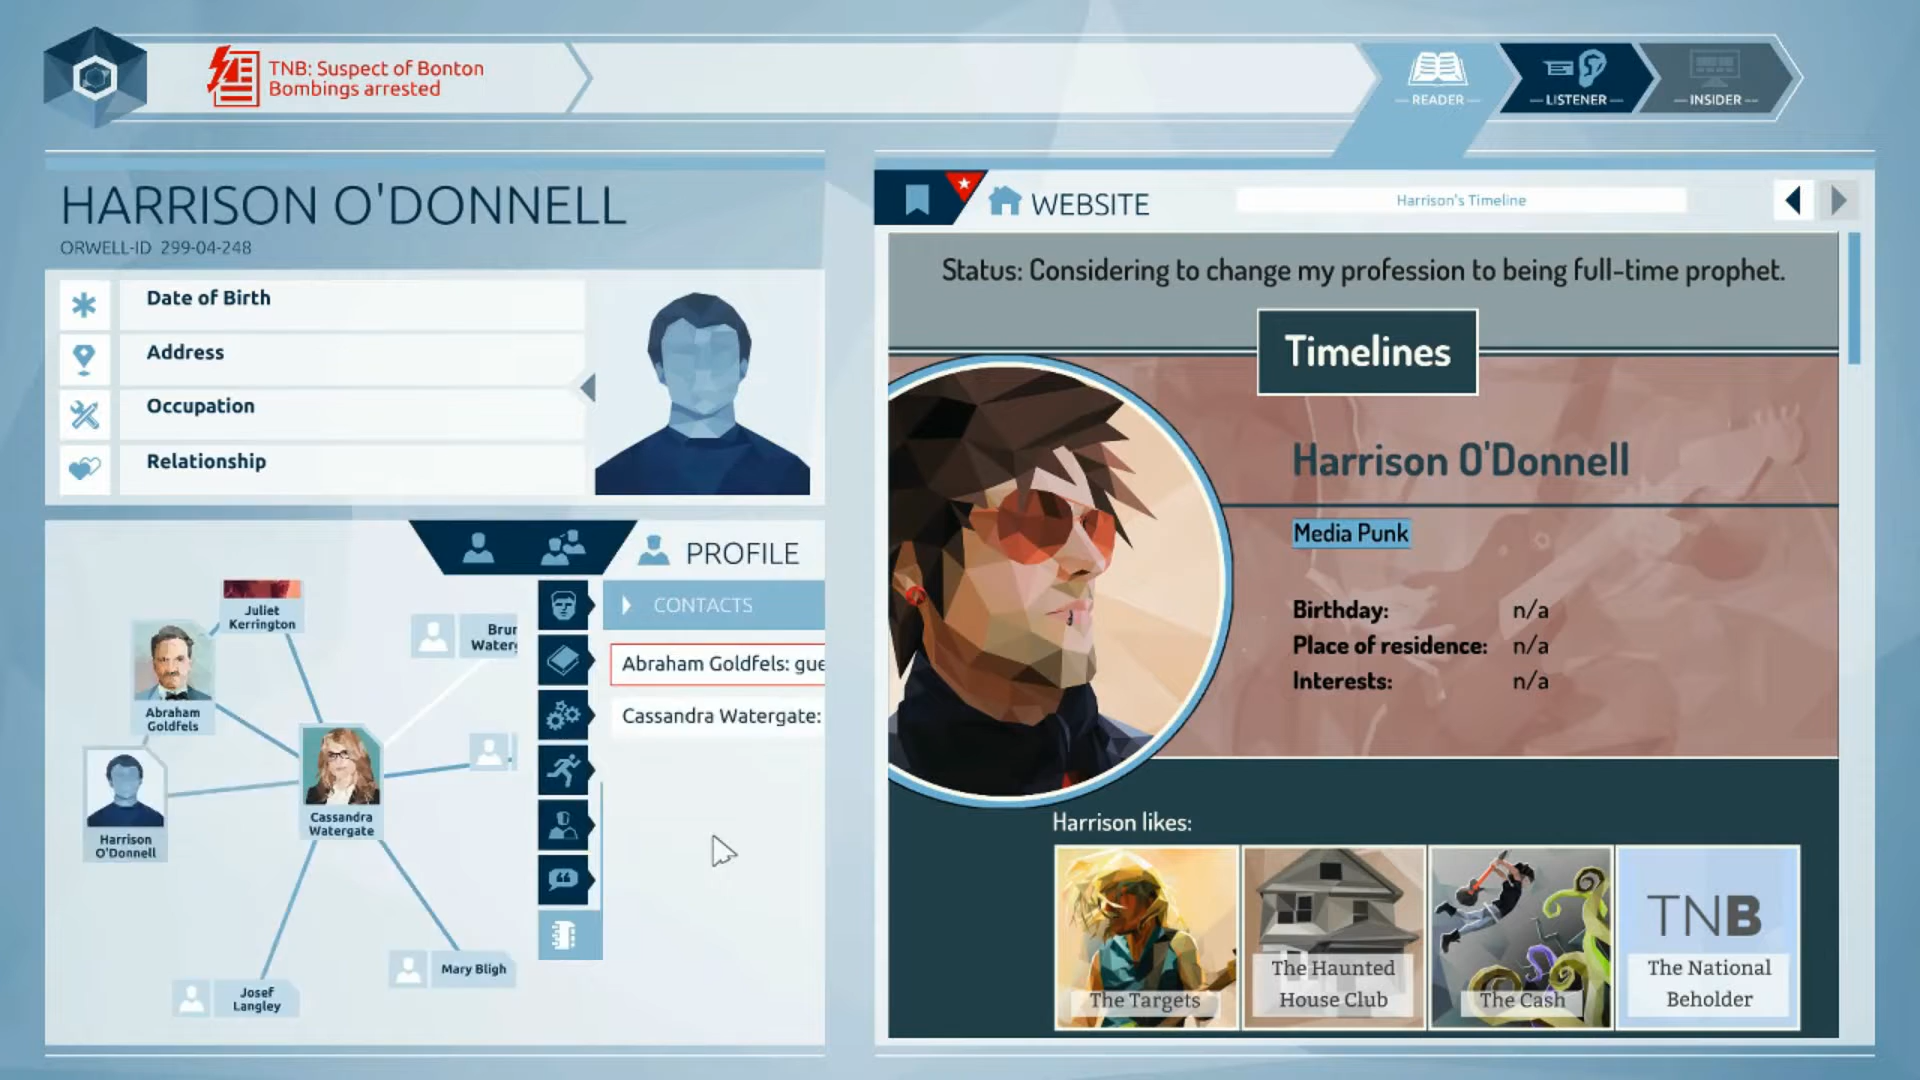 TNB: Suspect of Bonton
Bombings arrested
READER
LISTENER
INSIDER
HARRISON O'DONNELL
ORWELL-ID 299-04-248
Date of Birth
Address
Occupation
Relationship
PROFILE
CONTACTS
Abraham Goldfels: gue
Cassandra Watergate:
Juliet
Kerrington
Brun
Waterg
Abraham
Goldfels
Cassandra
Watergate
Harrison
O'Donnell
Mary Bligh
Josef
Langley
WEBSITE
Harrison's Timeline
Status: Considering to change my profession to being full-time prophet.
Timelines
Harrison O'Donnell
Media Punk
Birthday: n/a
Place of residence: n/a
Interests: n/a
Harrison likes:
The Targets
The Haunted
House Club
The Cash
TNB
The National
Beholder